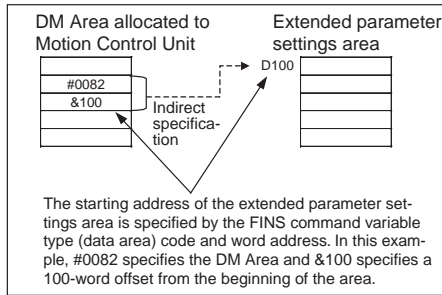 DM Area allocated to
Motion Control Unit
Extended parameter
settings area
#0082
&100
D100
Indirect
specifica-
tion
The starting address of the extended parameter set-
tings area is specified by the FINS command variable
type (data area) code and word address. In this exam-
ple, #0082 specifies the DM Area and &100 specifies a
100-word offset from the beginning of the area.